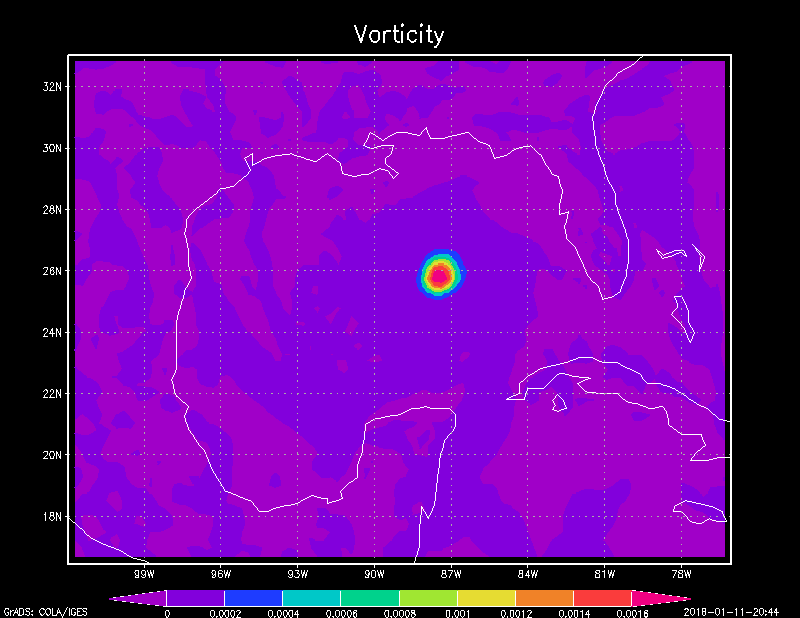 Vorticity
32N
30N
28N
26N
24N
22N
20N
18N
99W 96W 93W 90W 87W 84W 81W 78W
0 0.0002 0.0004 0.0006 0.0008 0.001 0.0012 0.0014 0.0016
GrADS: COLA/IGES 2018-01-11-20:44